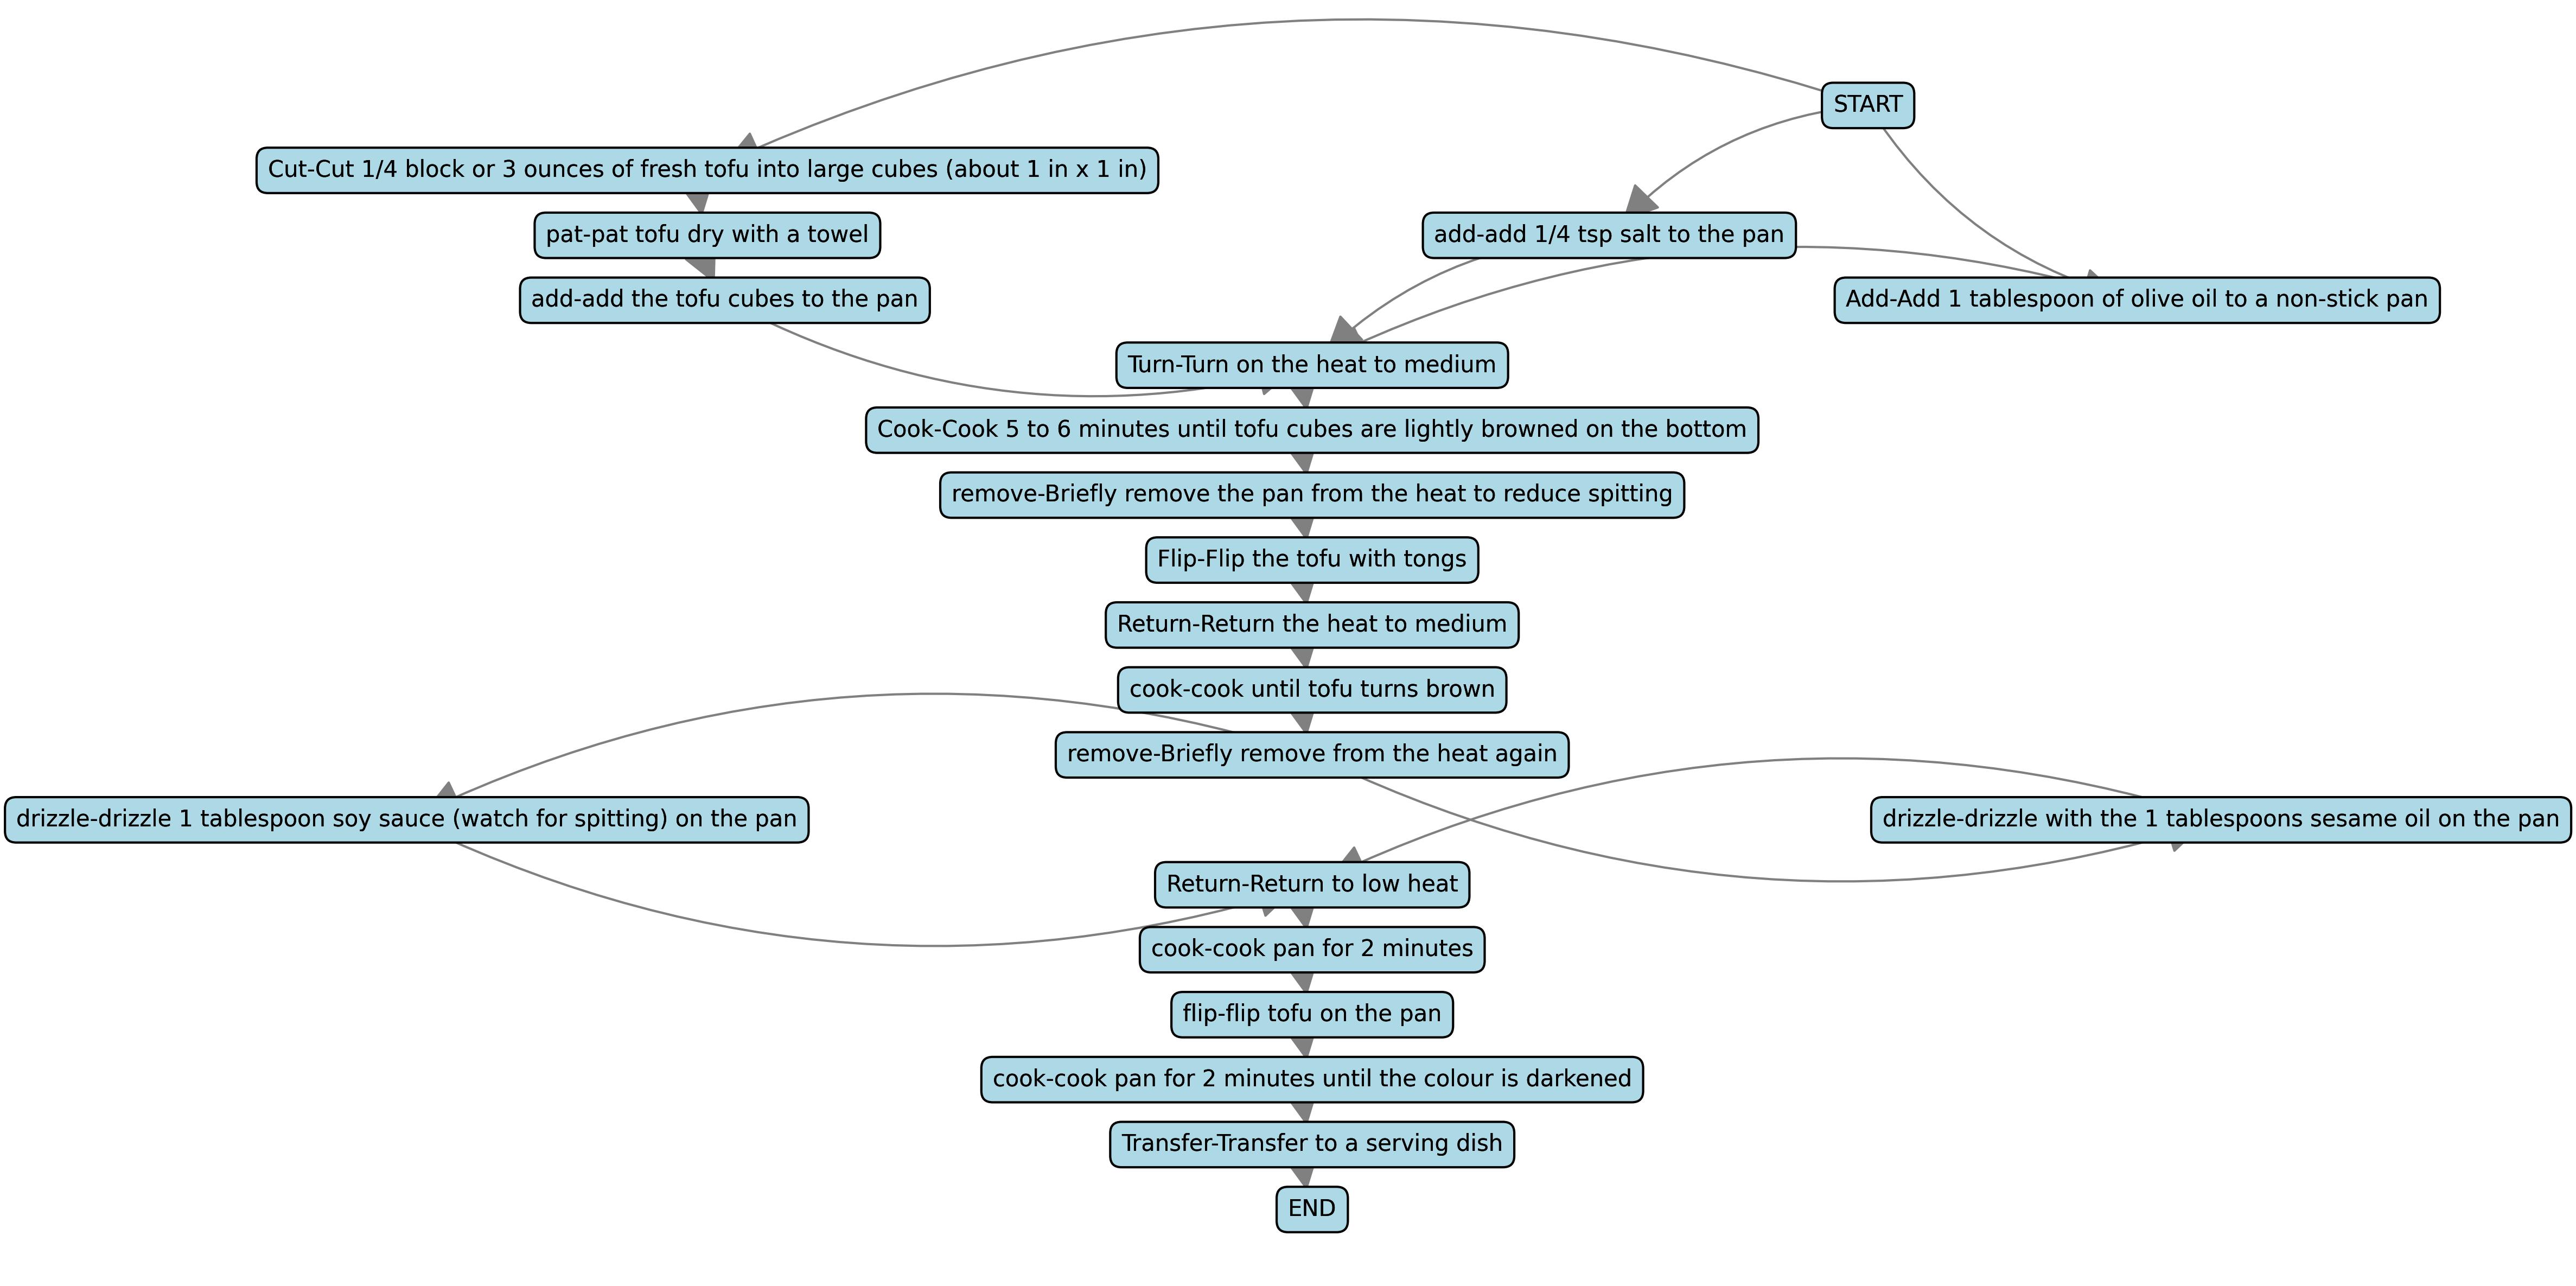 START
Cut-Cut 1/4 block or 3 ounces of fresh tofu into large cubes (about 1 in x 1 in)
pat-pat tofu dry with a towel
add-add 1/4 tsp salt to the pan
add-add the tofu cubes to the pan
Add-Add 1 tablespoon of olive oil to a non-stick pan
Turn-Turn on the heat to medium
Cook-Cook 5 to 6 minutes until tofu cubes are lightly browned on the bottom
remove-Briefly remove the pan from the heat to reduce spitting
Flip-Flip the tofu with tongs
Return-Return the heat to medium
cook-cook until tofu turns brown
remove-Briefly remove from the heat again
drizzle-drizzle 1 tablespoon soy sauce (watch for spitting) on the pan
drizzle-drizzle with the 1 tablespoons sesame oil on the pan
Return-Return to low heat
cook-cook pan for 2 minutes
flip-flip tofu on the pan
cook-cook pan for 2 minutes until the colour is darkened
Transfer-Transfer to a serving dish
END